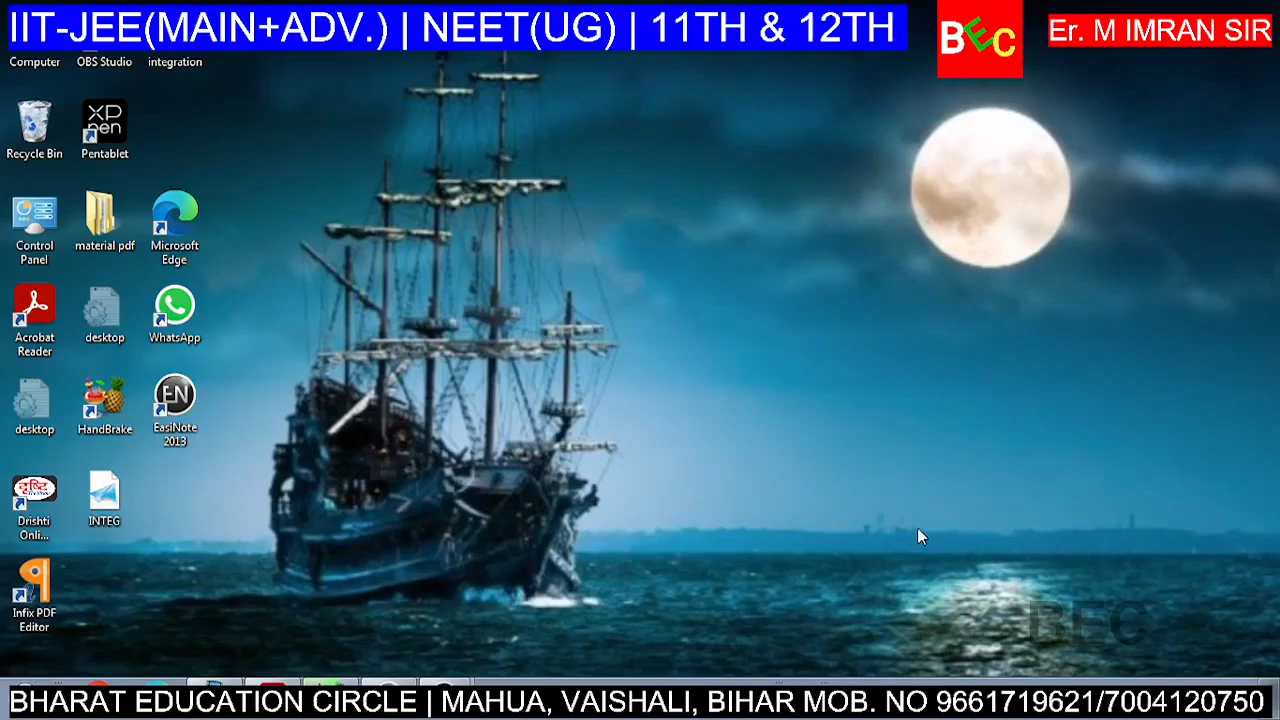 IIT-JEE(MAIN+ADV.) | NEET(UG) | 11TH & 12TH
BEC
Er. M IMRAN SIR
Computer
OBS Studio
integration
XP
pen
Recycle Bin
Pentablet
Control
Panel
material pdf
Microsoft
Edge
Acrobat
Reader
desktop
WhatsApp
EN
desktop
HandBrake
EasiNote
2013
दृष्टि
Drishti
Onli...
INTEG
Infix PDF
Editor
BEC
BHARAT EDUCATION CIRCLE | MAHUA, VAISHALI, BIHAR MOB. NO 9661719621/7004120750